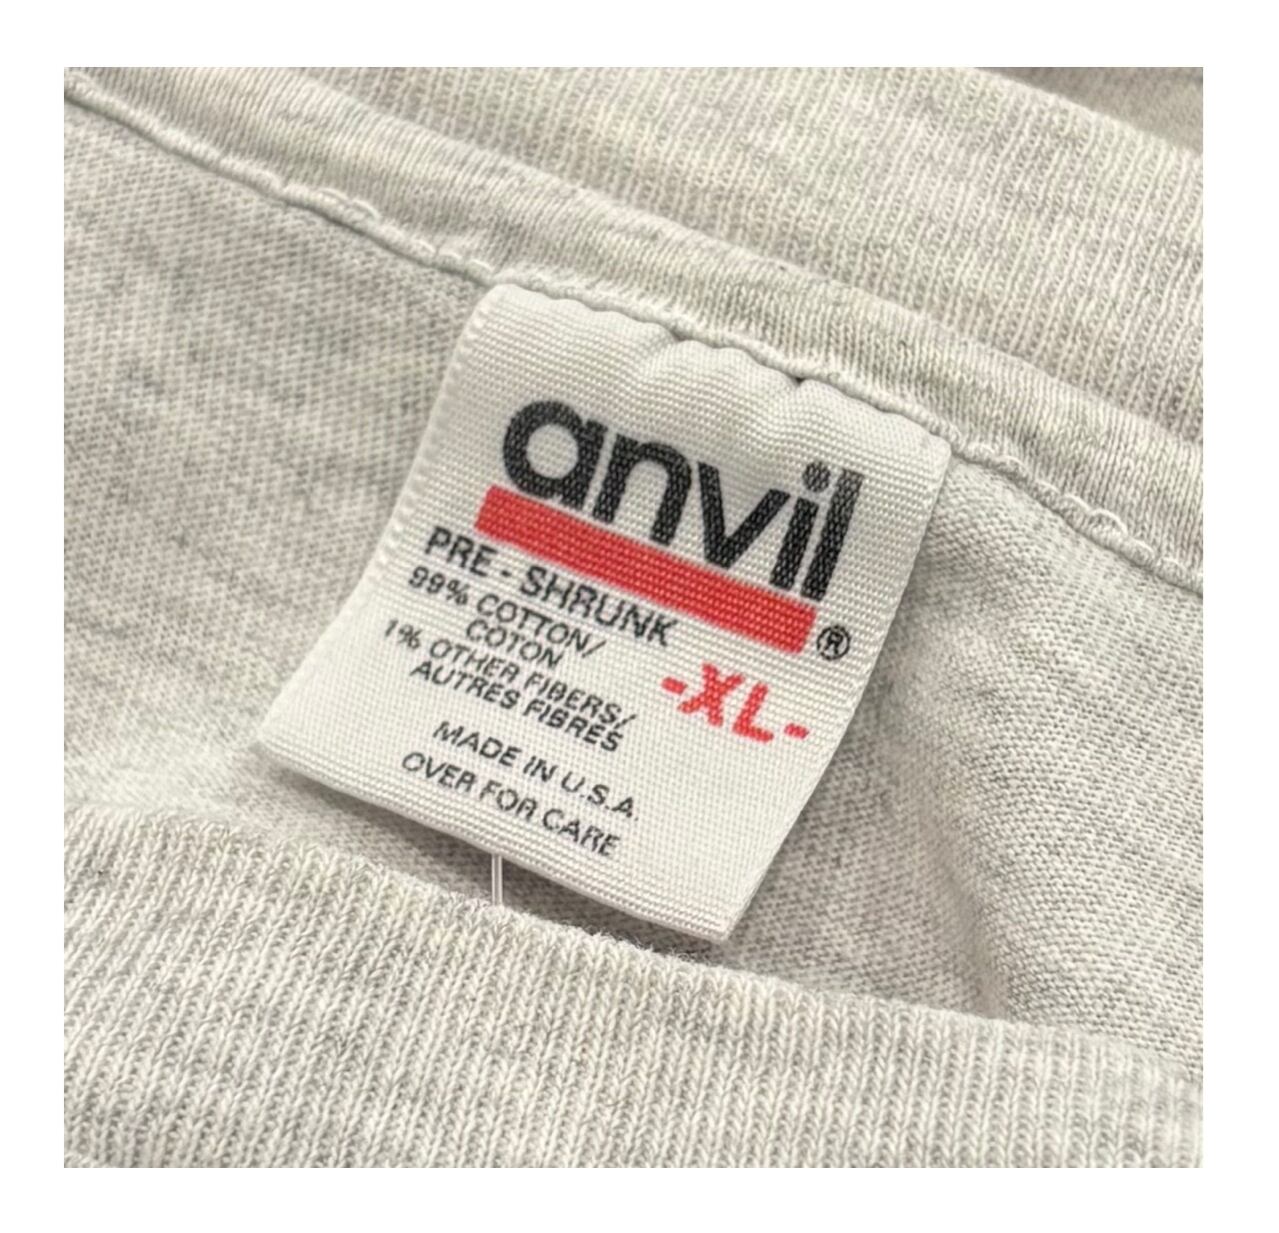 anvil®
PRE - SHRUNK
99% COTTON/
COTON
1% OTHER FIBERS/
AUTRES FIBRES
-XL-
MADE IN U.S.A.
OVER FOR CARE